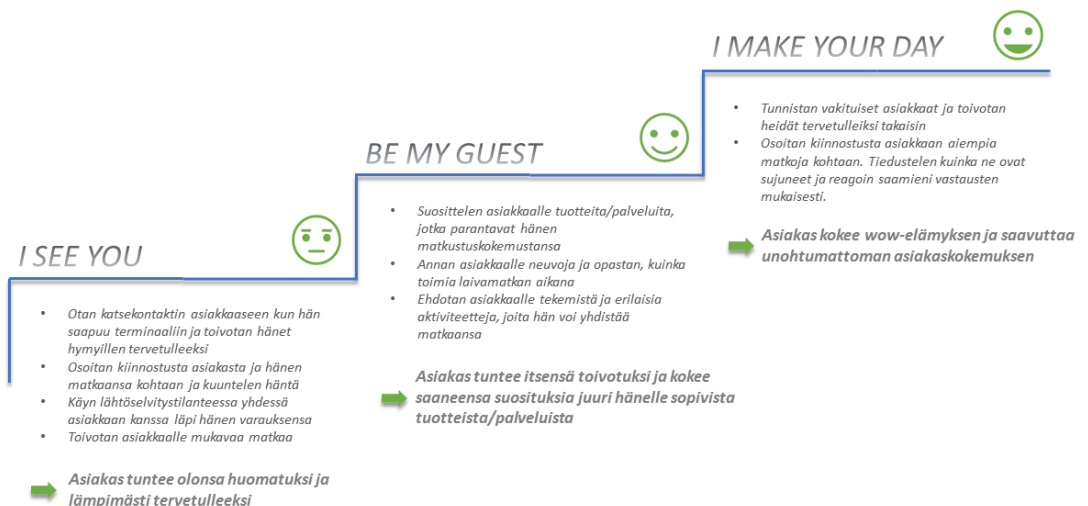 I SEE YOU
• Otan katsekontaktin asiakkaaseen kun hän
saapuu terminaaliin ja toivotan hänet
hymyillen tervetulleeksi
• Osoitan kiinnostusta asiakasta ja hänen
matkaansa kohtaan ja kuuntelen häntä
• Käyn lähtöselvitystilanteessa yhdessä
asiakkaan kanssa läpi hänen varauksensa
• Toivotan asiakkaalle mukavaa matkaa
Asiakas tuntee olonsa huomatuksi ja
lämpimästi tervetulleeksi
BE MY GUEST
• Suosittelen asiakkaalle tuotteita/palveluita,
jotka parantavat hänen
matkustuskokemustansa
• Annan asiakkaalle neuvoja ja opastan, kuinka
toimia laivamatkan aikana
• Ehdotan asiakkaalle tekemistä ja erilaisia
aktiviteetteja, joita hän voi yhdistää
matkaansa
Asiakas tuntee itsensä toivotuksi ja kokee
saaneensa suosituksia juuri hänelle sopivista
tuotteista/palveluista
I MAKE YOUR DAY
• Tunnistan vakituiset asiakkaat ja toivotan
heidät tervetulleiksi takaisin
• Osoitan kiinnostusta asiakkaan aiempia
matkoja kohtaan. Tiedustelen kuinka ne ovat
sujuneet ja reagoin saamieni vastausten
mukaisesti.
Asiakas kokee wow-elämyksen ja saavuttaa
unohtumattoman asiakaskokemuksen